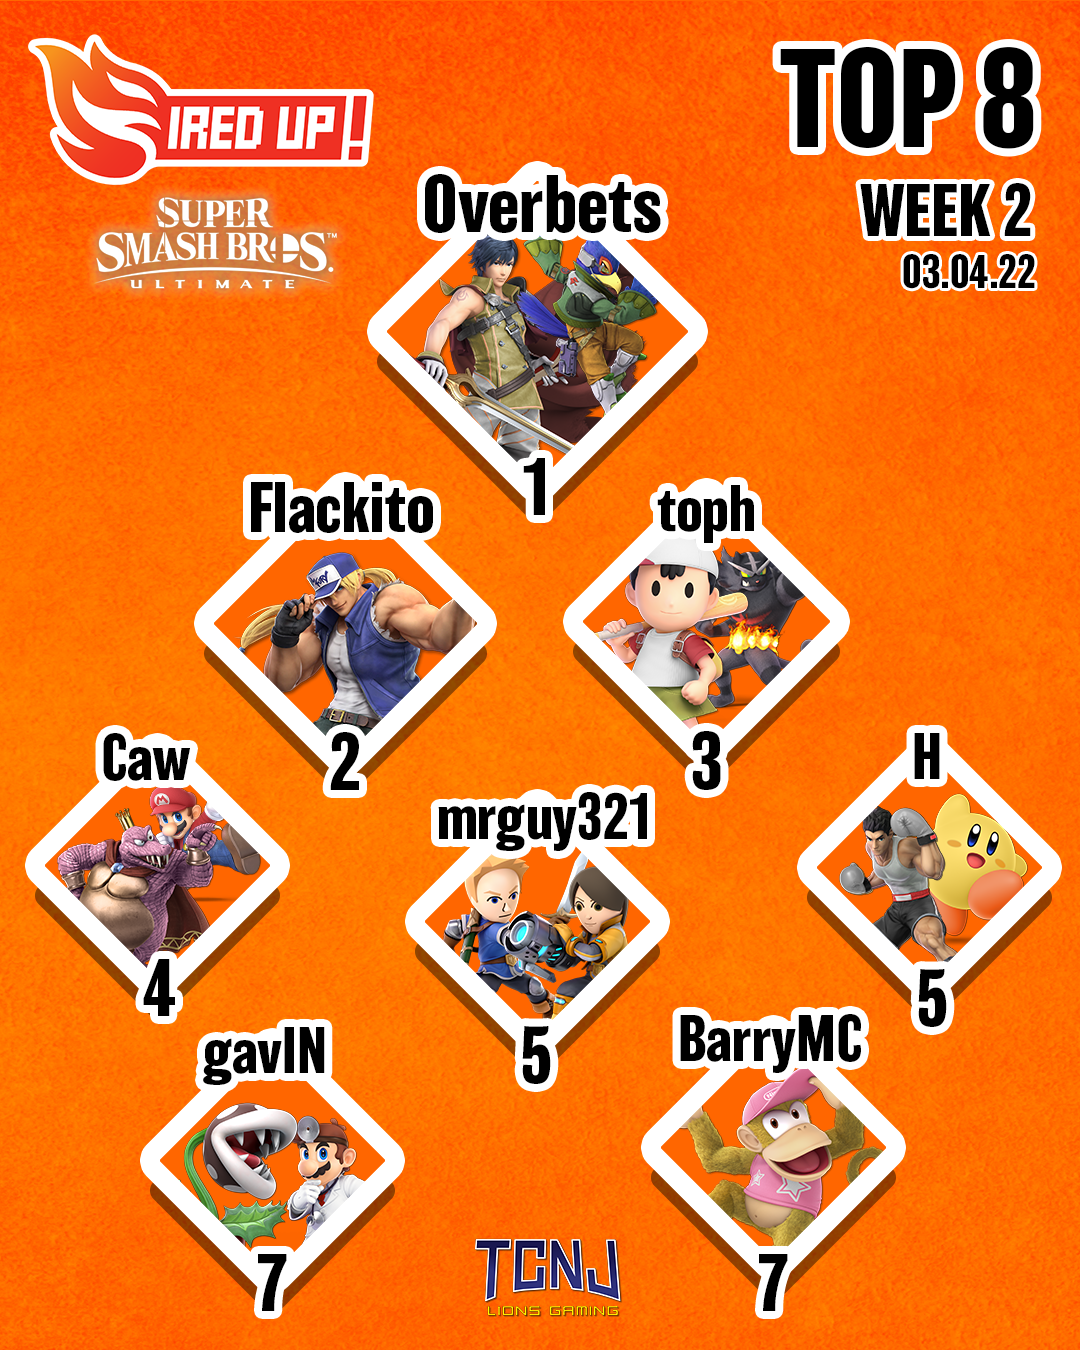 FIRED UP!
SUPER
SMASH BROS.™
ULTIMATE
TOP 8
WEEK 2
03.04.22
Overbets
1
Flackito
2
toph
3
Caw
4
mrguy321
5
H
5
gavIN
7
BarryMC
7
TCNJ
LIONS GAMING